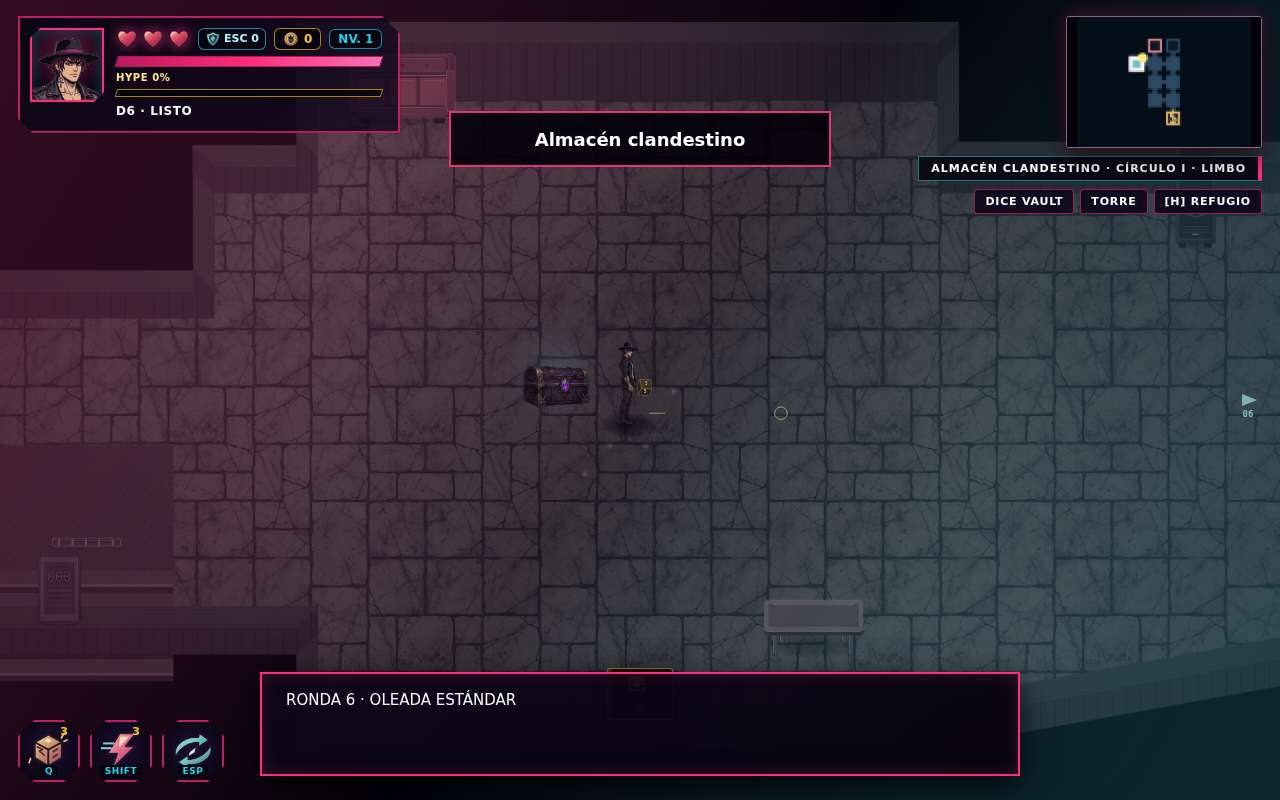 ESC 0
0
NV. 1
HYPE 0%
D6 · LISTO
Almacén clandestino
ALMACÉN CLANDESTINO · CÍRCULO I · LIMBO
DICE VAULT
TORRE
[H] REFUGIO
06
RONDA 6 · OLEADA ESTÁNDAR
3
Q
3
SHIFT
ESP